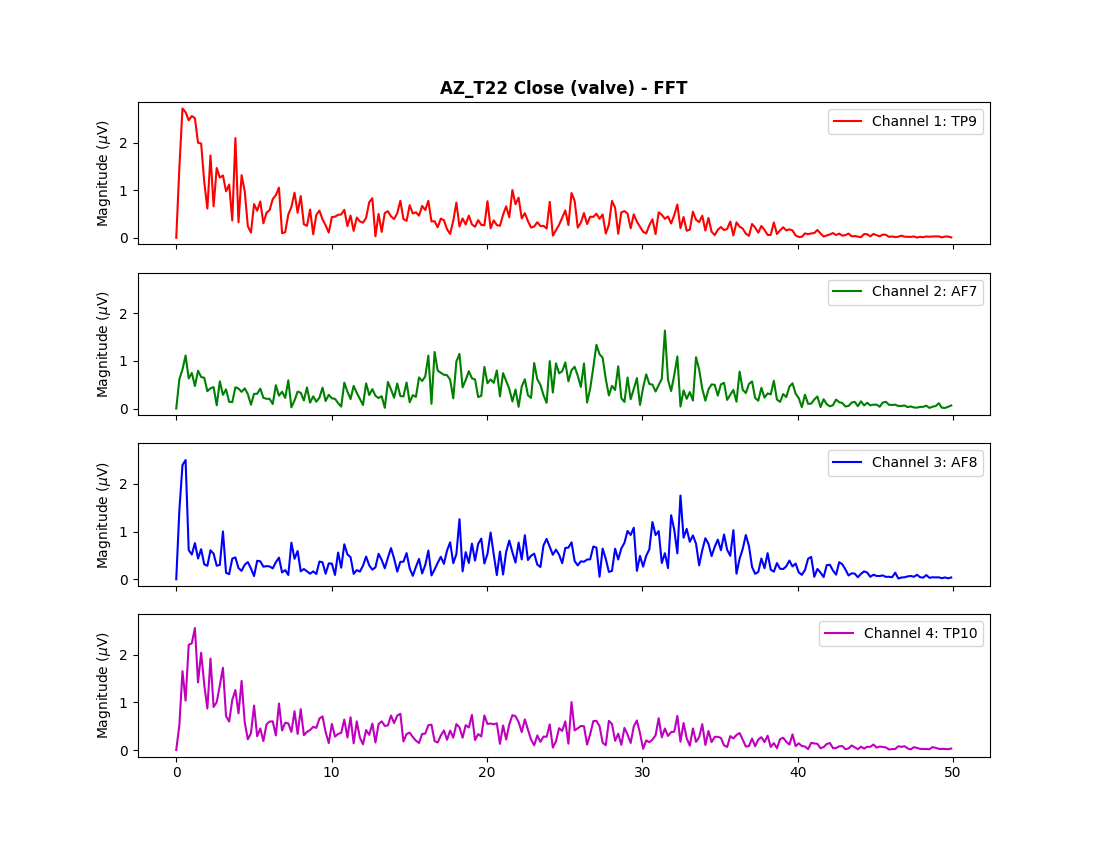 AZ_T22 Close (valve) - FFT
Magnitude (μV)
2
1
0
Channel 1: TP9
Magnitude (μV)
2
1
0
Channel 2: AF7
Magnitude (μV)
2
1
0
Channel 3: AF8
Magnitude (μV)
2
1
0
Channel 4: TP10
0 10 20 30 40 50